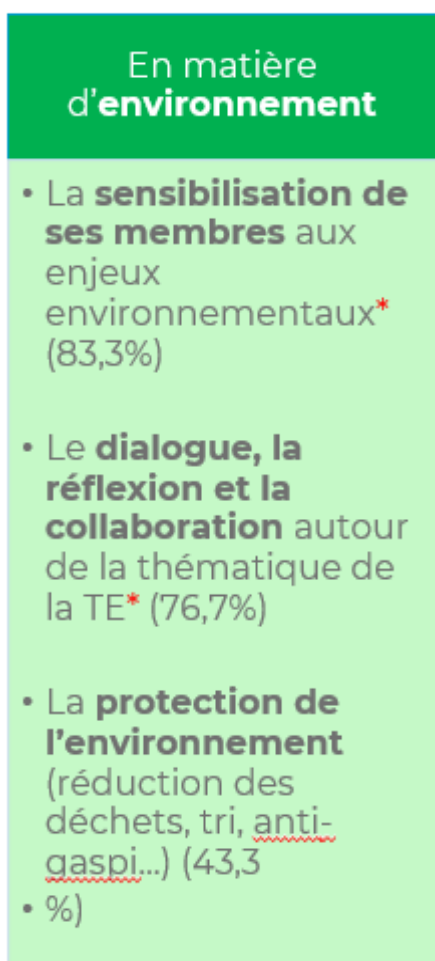 En matière
d'environnement
• La sensibilisation de
ses membres aux
enjeux
environnementaux*
(83,3%)
• Le dialogue, la
réflexion et la
collaboration autour
de la thématique de
la TE* (76,7%)
• La protection de
l'environnement
(réduction des
déchets, tri, anti-
gaspi...) (43,3
• %)